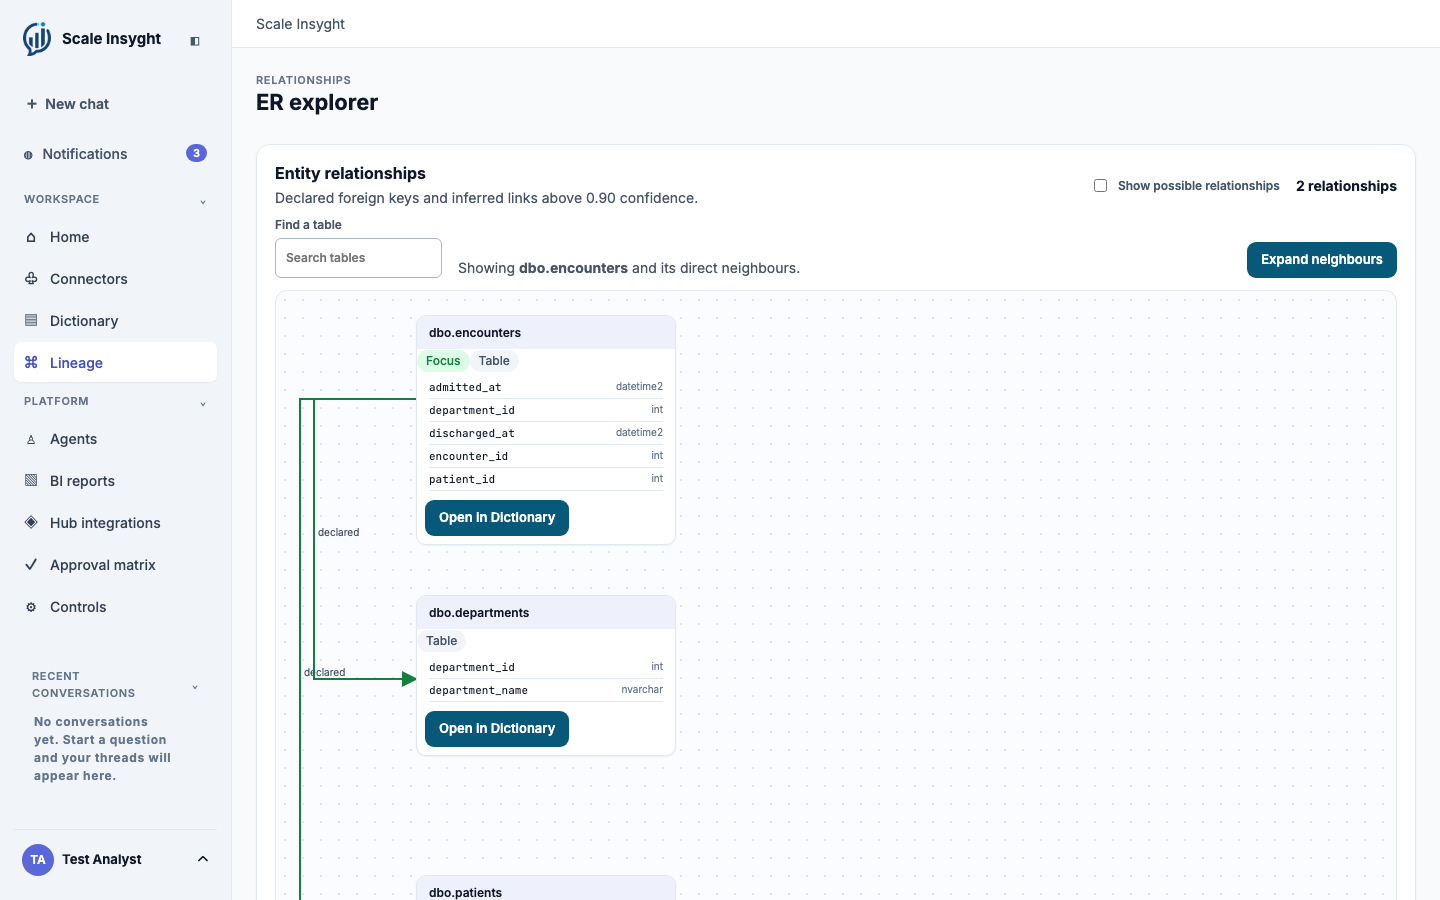 Scale Insyght
Scale Insyght
+ New chat
Notifications
3
WORKSPACE
Home
Connectors
Dictionary
Lineage
PLATFORM
Agents
BI reports
Hub integrations
Approval matrix
Controls
RECENT
CONVERSATIONS
No conversations
yet. Start a question
and your threads will
appear here.
TA
Test Analyst
RELATIONSHIPS
ER explorer
Entity relationships
Declared foreign keys and inferred links above 0.90 confidence.
Show possible relationships
2 relationships
Find a table
Search tables
Showing dbo.encounters and its direct neighbours.
Expand neighbours
dbo.encounters
Focus Table
admitted_at datetime2
department_id int
discharged_at datetime2
encounter_id int
patient_id int
Open in Dictionary
declared
dbo.departments
Table
department_id int
declared
department_name nvarchar
Open in Dictionary
dbo.patients